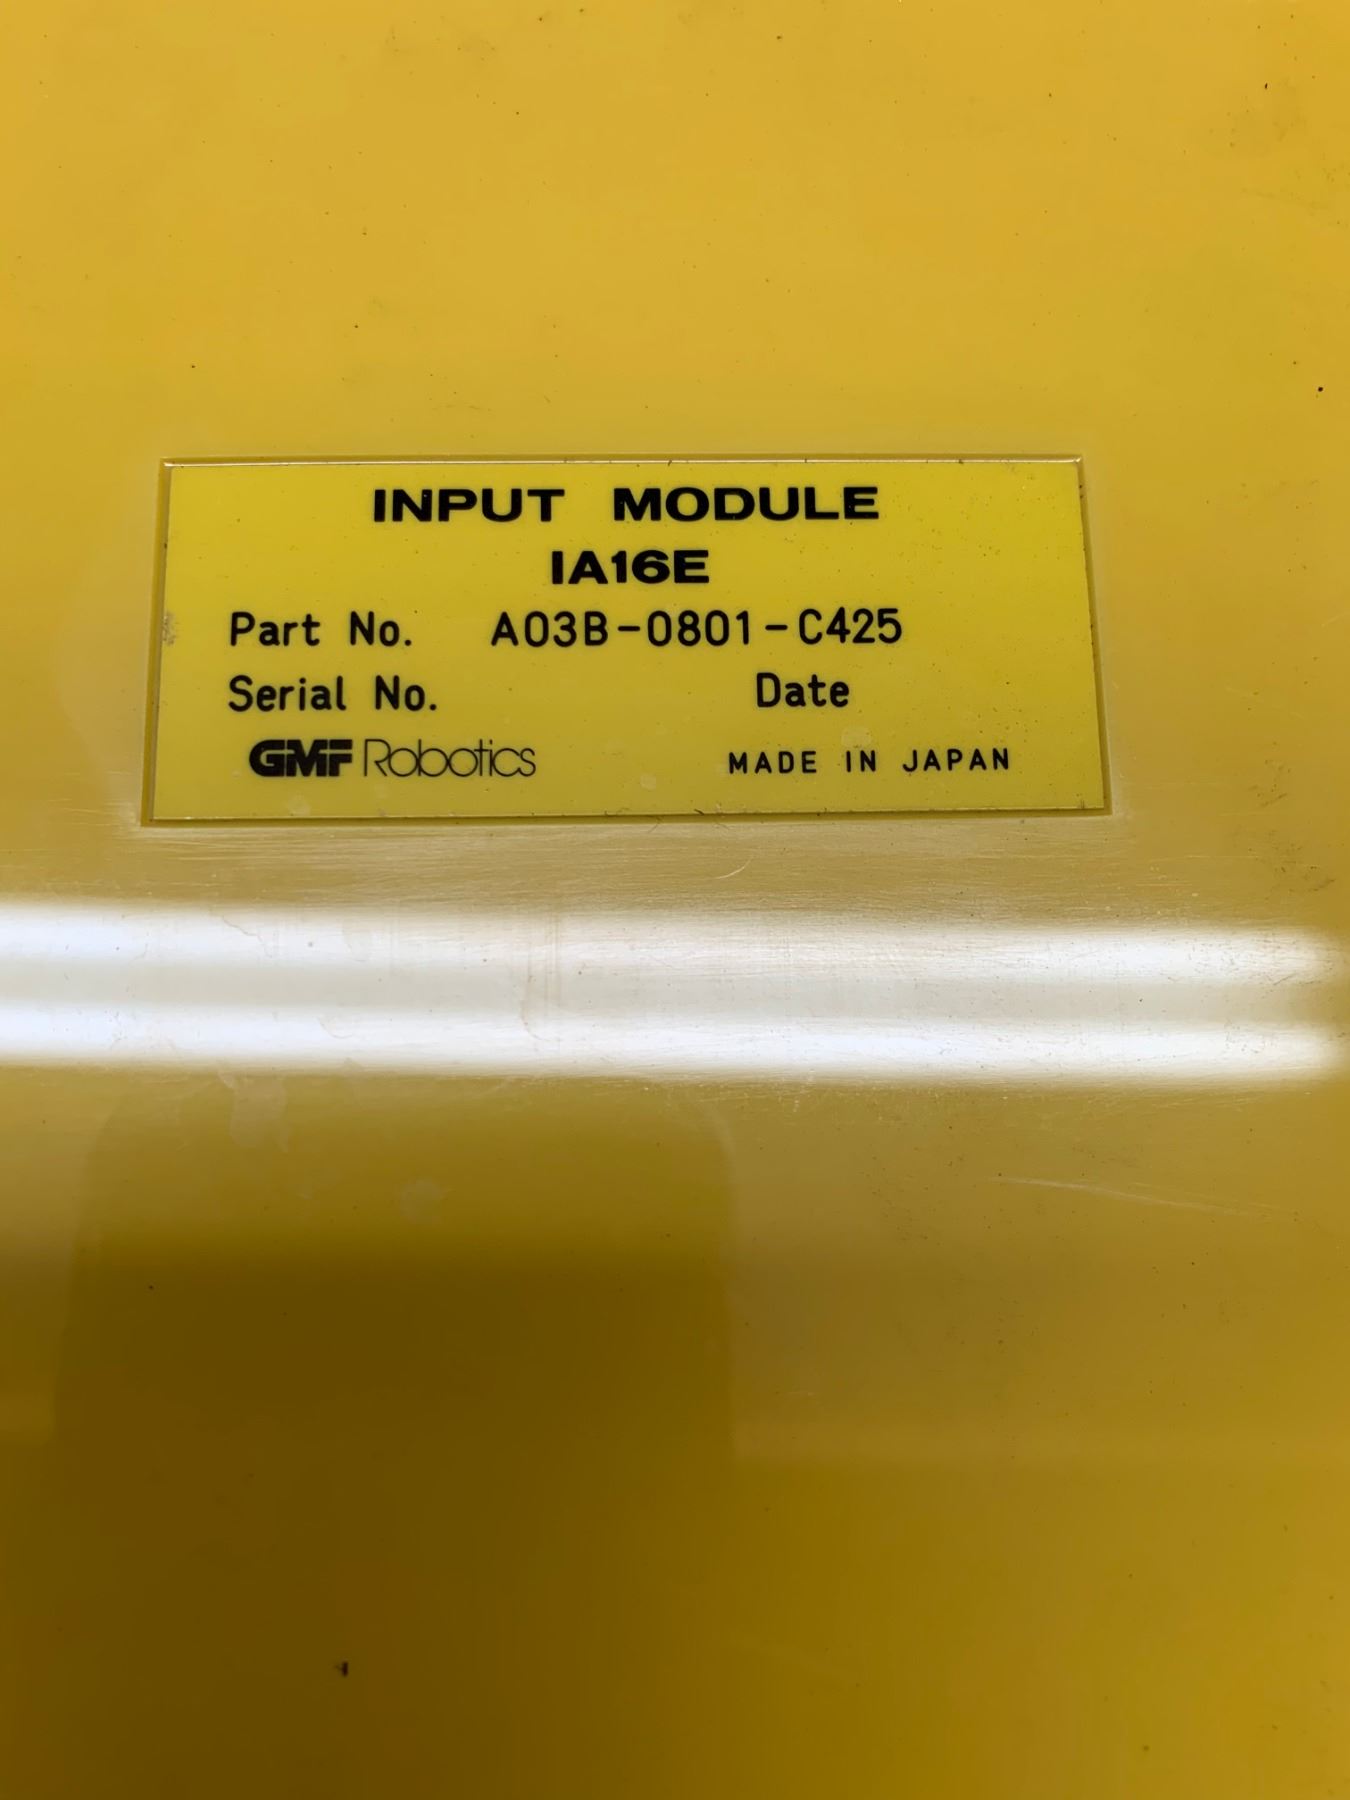 INPUT MODULE
IA16E
Part No. A03B-0801-C425
Serial No. Date
GMF Robotics MADE IN JAPAN